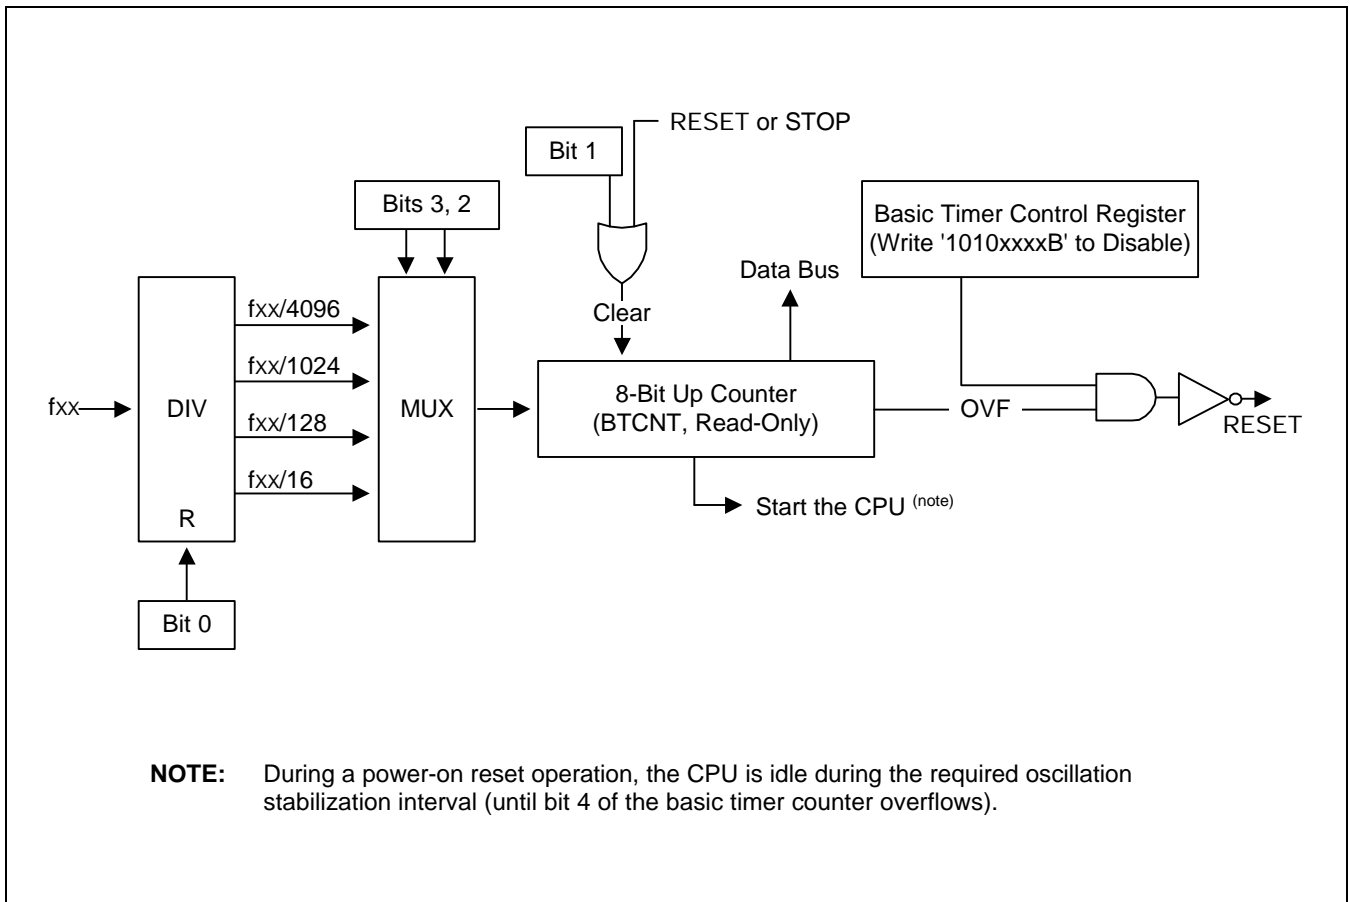 RESET or STOP
Bit 1
Bits 3, 2
Basic Timer Control Register
(Write '1010xxxxB' to Disable)
Data Bus
fxx/4096
Clear
fxx/1024
8-Bit Up Counter
(BTCNT, Read-Only)
fxx
DIV
MUX
OVF
RESET
fxx/128
fxx/16
R
Start the CPU (note)
Bit 0
NOTE: During a power-on reset operation, the CPU is idle during the required oscillation
stabilization interval (until bit 4 of the basic timer counter overflows).